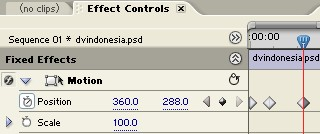 (no clips) Effect Controls ×
Sequence 01 * dvindonesia.psd :00:00
Fixed Effects dvindonesia.psd
Motion
Position 360.0 288.0
Scale 100.0